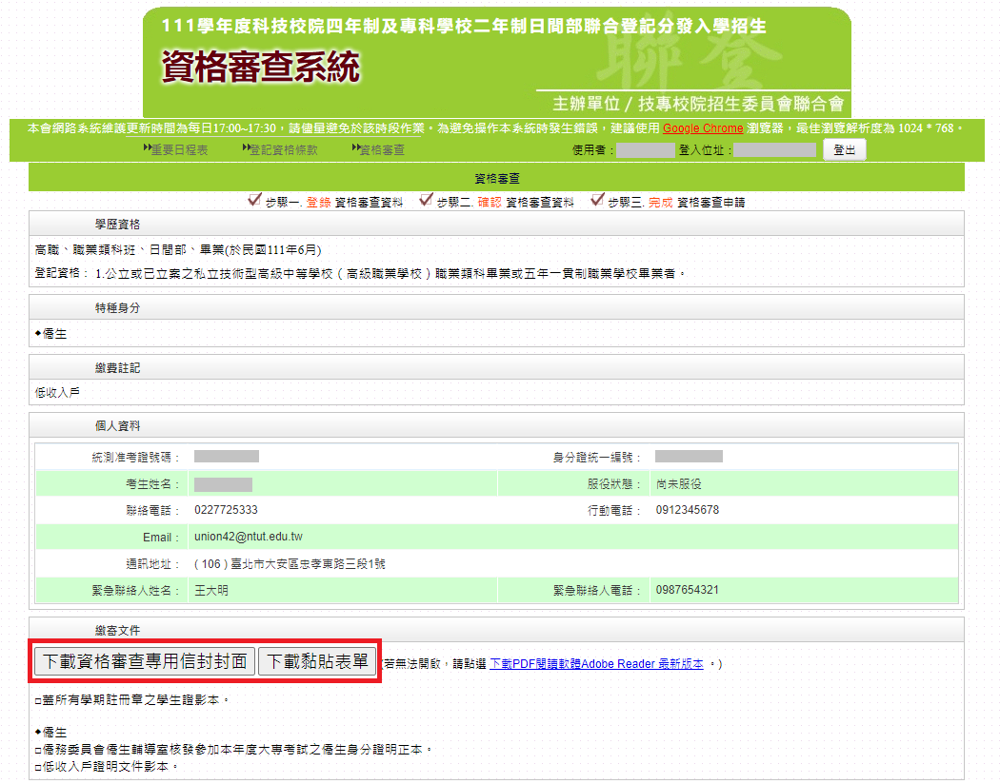 111學年度科技校院四年制及專科學校二年制日間部聯合登記分發入學招生
聯登
資格審查系統
主辦單位 / 技專校院招生委員會聯合會
本會網路系統維護更新時間為每日17:00~17:30，請儘量避免於該時段作業。為避免操作本系統時發生錯誤，建議使用 Google Chrome 瀏覽器，最佳瀏覽解析度為 1024 * 768。
重要日程表 登記資格條款 資格審查 使用者： 登入位址： 登出
資格審查
步驟一. 登錄 資格審查資料 步驟二. 確認 資格審查資料 步驟三. 完成 資格審查申請
學歷資格
高職、職業類科班、日間部、畢業(於民國111年6月)
登記資格： 1.公立或已立案之私立技術型高級中等學校（高級職業學校）職業類科畢業或五年一貫制職業學校畢業者。
特種身分
◆僑生
繳費註記
低收入戶
個人資料
統測准考證號碼： 身分證統一編號：
考生姓名： 服役狀態： 尚未服役
聯絡電話： 0227725333 行動電話： 0912345678
Email： union42@ntut.edu.tw
通訊地址： ( 106 ) 臺北市大安區忠孝東路三段1號
緊急聯絡人姓名： 王大明 緊急聯絡人電話： 0987654321
繳寄文件
下載資格審查專用信封封面 下載黏貼表單 若無法開啟，請點選 下載PDF閱讀軟體Adobe Reader 最新版本 。)
□蓋所有學期註冊章之學生證影本。
◆僑生
□僑務委員會僑生輔導室核發參加本年度大專考試之僑生身分證明正本。
□低收入戶證明文件影本。